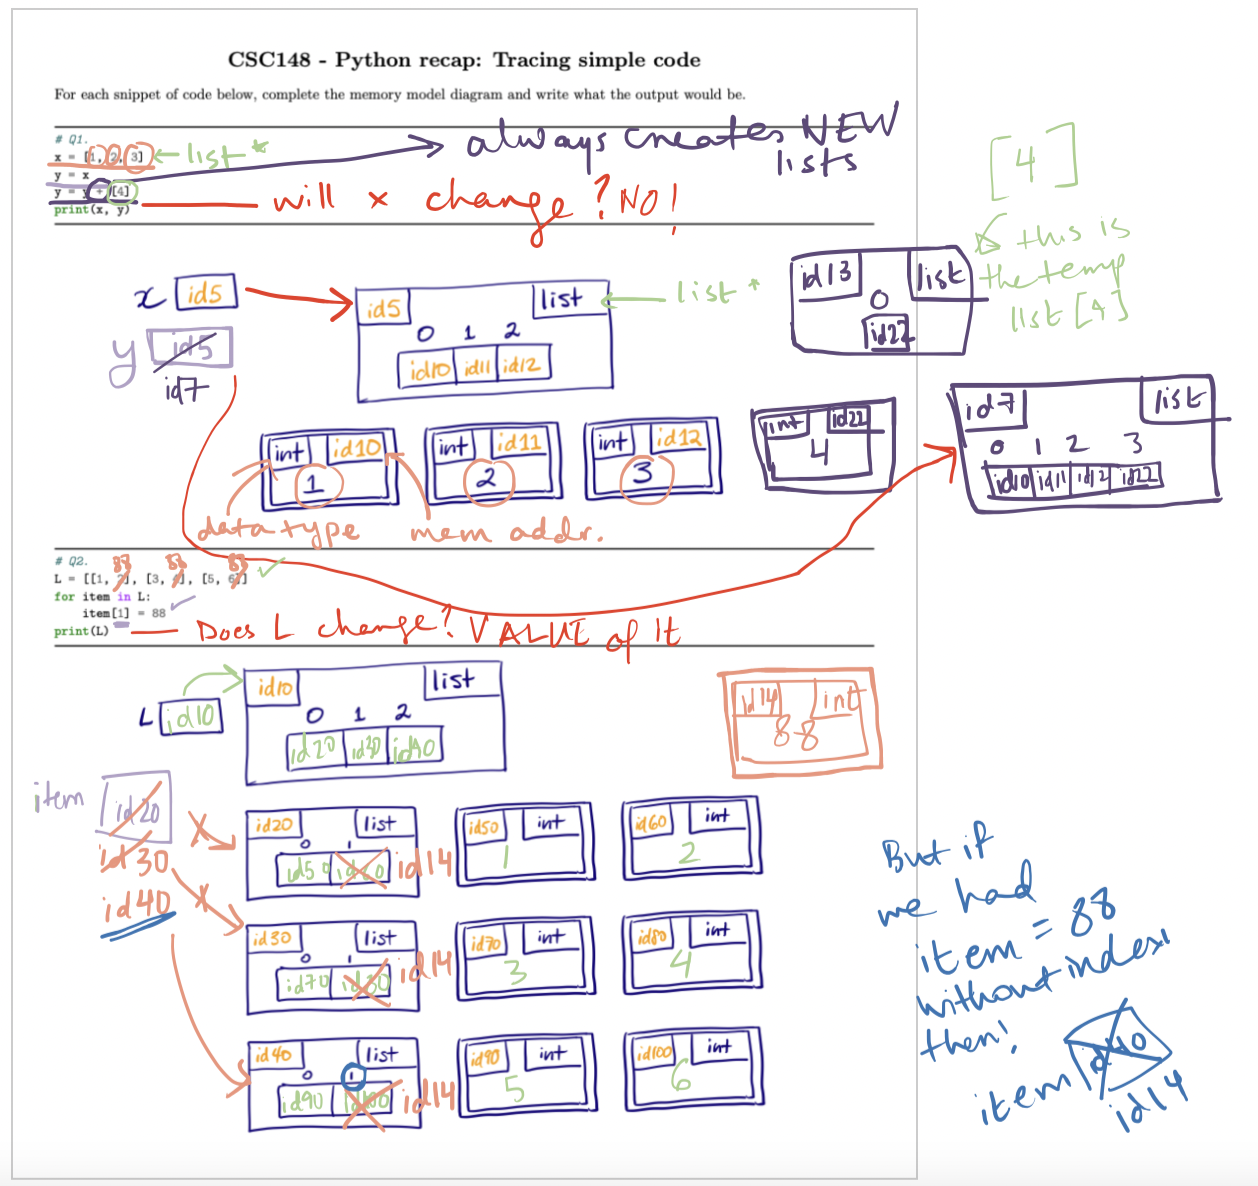 CSC148 - Python recap: Tracing simple code
For each snippet of code below, complete the memory model diagram and write what the output would be.
# Q1.
x = [1, 2, 3] ← list *
y = x
y = y + [4]
print(x, y)
always creates NEW
lists
will x change? NO!
[4]
this is
the temp
list [4]
x id5
y id5
id7
id5 list
0 1 2
id10 id11 id12
list *
id13 list
0
id22
int id10
1
int id11
2
int id12
3
int id22
4
id7 list
0 1 2 3
id10 id11 id12 id22
data type
mem addr.
# Q2.
88 88 88
L = [[1, 2], [3, 4], [5, 6]]
for item in L:
item[1] = 88
print(L)
Does L change? VALUE of it
L id10
id10 list
0 1 2
id20 id30 id40
id14 int
88
item id20
id30
id40
id20 list
0 1
id50 id60 id14
id50 int
1
id60 int
2
id30 list
0 1
id70 id80 id14
id70 int
3
id80 int
4
id40 list
0 1
id90 id100 id14
id90 int
5
id100 int
6
But if
we had
item = 88
without index
then!
item id40
id14